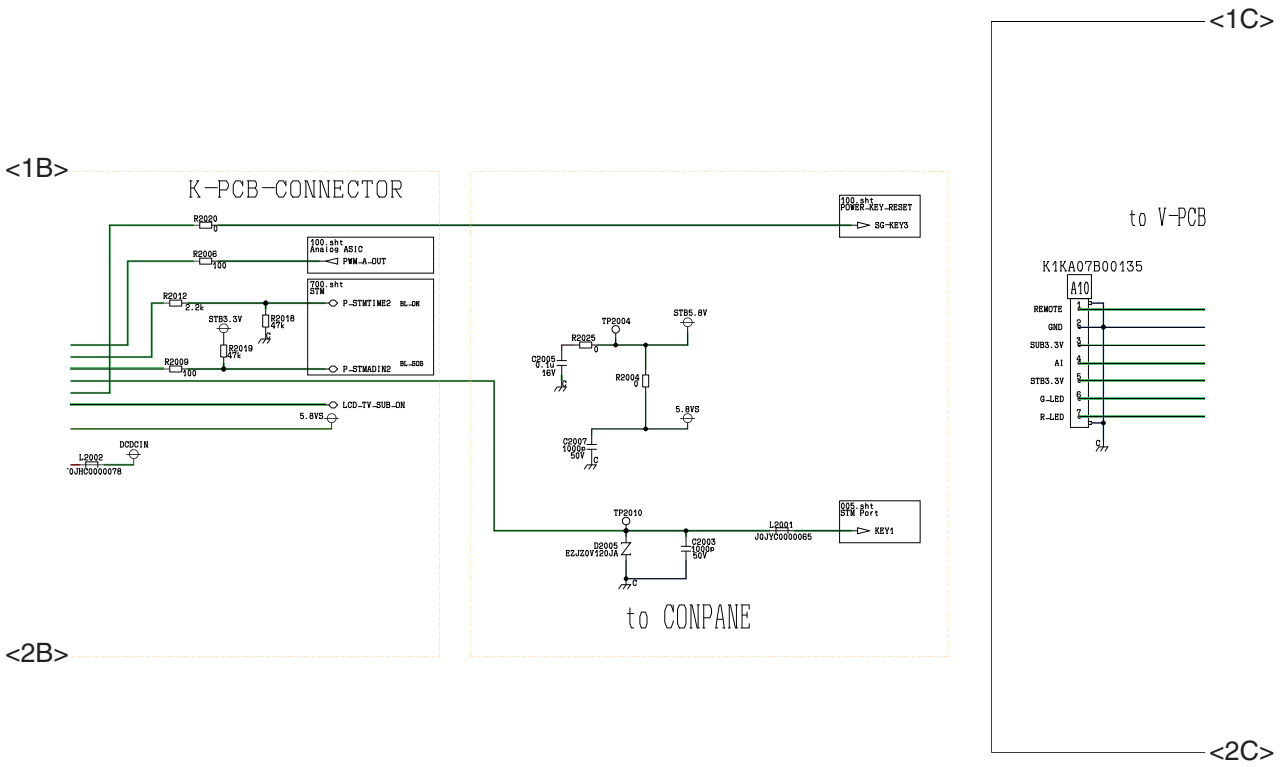 <1C>
<1B>
K-PCB-CONNECTOR
R2020
0
100.sht
POWER-KEY-RESET
SG-KEY3
to V-PCB
100.sht
Analog ASIC
PWM-A-OUT
R2006
100
K1KA07B00135
A10
700.sht
STM
R2012
2.2k
P-STMTIME2 BL-ON
R2018
47k
C
STB3.3V
R2019
47k
R2009
100
P-STMADIN2 BL-SOS
LCD-TV-SUB-ON
5.8VS
DCDCIN
L2002
0JHC0000078
STB5.8V
TP2004
R2025
0
C2005
0.1u
16V
C
R2004
0
5.8VS
C2007
1000p
50V
C
REMOTE 1
GND 2
SUB3.3V 3
AI 4
STB3.3V 5
G-LED 6
R-LED 7
C
TP2010
005.sht
STM Port
KEY1
L2001
J0JYC0000065
D2005
EZJZ0V120JA
C2003
1000p
50V
C
to CONPANE
<2B>
<2C>